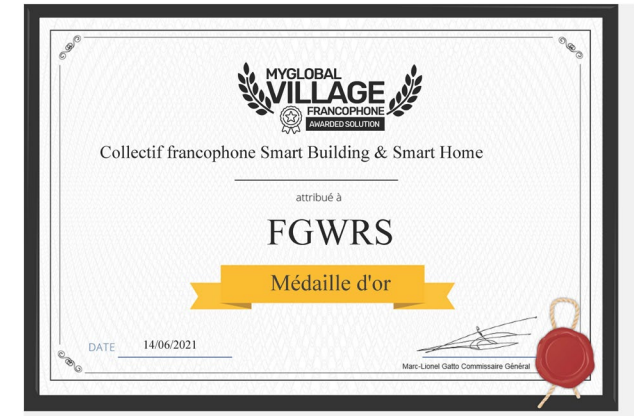 MYGLOBAL
VILLAGE
FRANCOPHONE
AWARDED SOLUTION
Collectif francophone Smart Building & Smart Home
attribué à
FGWRS
Médaille d'or
DATE 14/06/2021
Marc-Lionel Gatto Commissaire Général